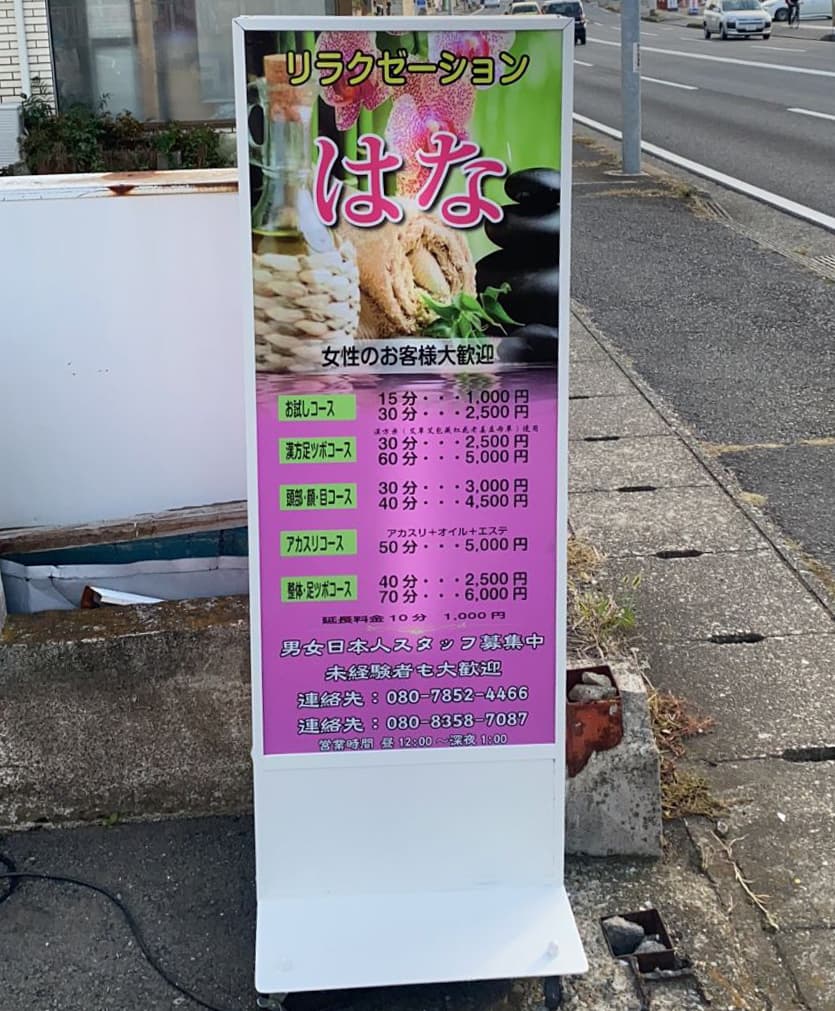 リラクゼーション
はな
女性のお客様大歓迎
お試しコース 15分・・・1,000円
30分・・・2,500円
漢方足ツボコース 30分・・・2,500円
60分・・・5,000円
頭部・顔・目コース 30分・・・3,000円
40分・・・4,500円
アカスリ+オイル+エステ
アカスリコース 50分・・・5,000円
整体・足ツボコース 40分・・・2,500円
70分・・・6,000円
延長料金10分 1,000円
男女日本人スタッフ募集中
未経験者も大歓迎
連絡先:080-7852-4466
連絡先:080-8358-7087
営業時間 昼12:00~深夜1:00